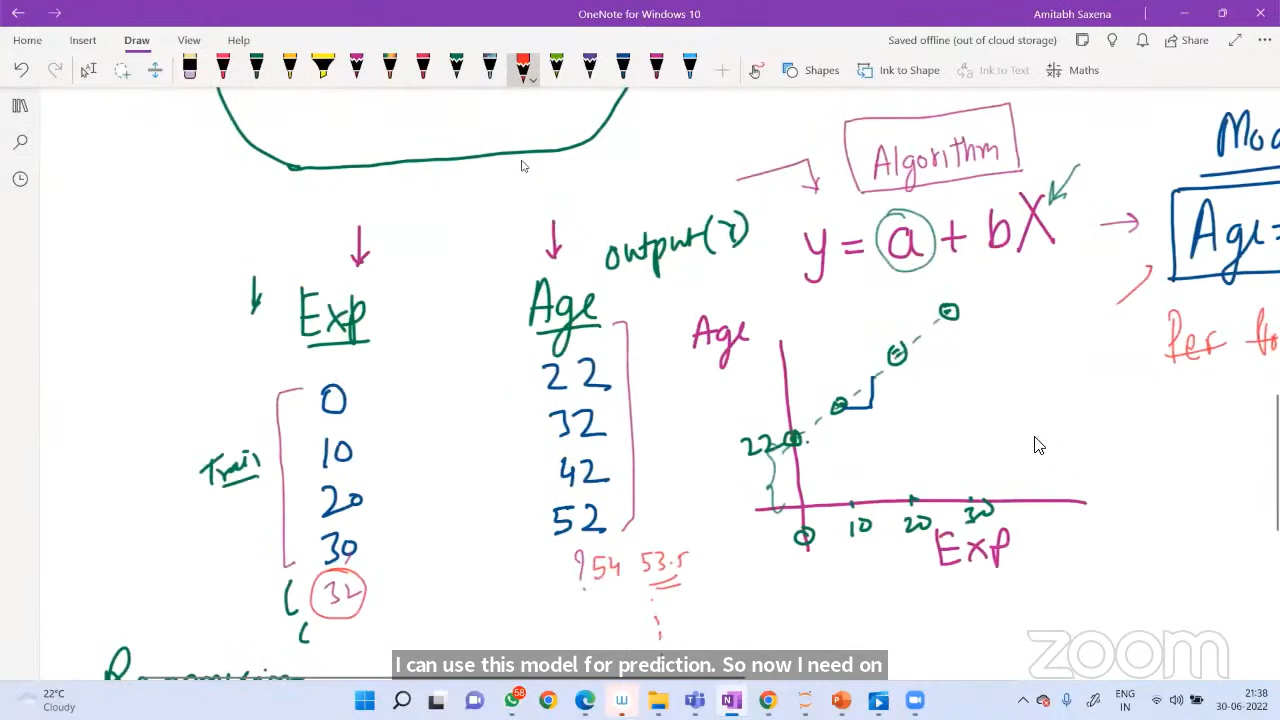 OneNote for Windows 10
Amitabh Saxena
Home Insert Draw View Help
Saved offline (out of cloud storage)
Share
Shapes
Ink to Shape
Ink to Text
Maths
Algorithm
y = a + bX
Age =
output(y)
Exp Age
0 22
10 32
20 42
30 52
32 ? 54 53.5
Train
Age
22
0 10 20 30
Exp
Per
I can use this model for prediction. So now I need on
zoom
22°C
Cloudy
58
ENG
IN
21:38
30-06-2022